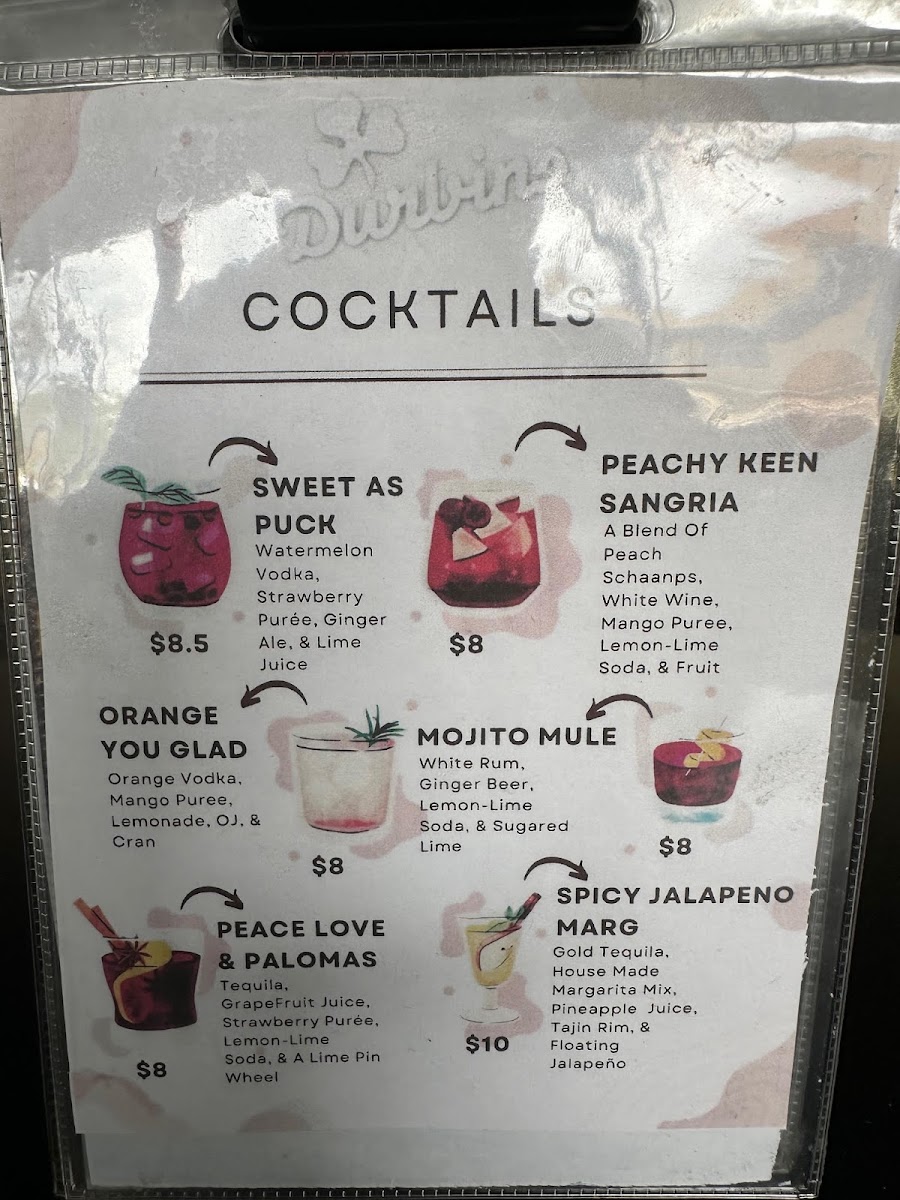 Durbins
COCKTAILS
SWEET AS
PUCK
Watermelon
Vodka,
Strawberry
Purée, Ginger
Ale, & Lime
Juice
$8.5
PEACHY KEEN
SANGRIA
A Blend Of
Peach
Schaanps,
White Wine,
Mango Puree,
Lemon-Lime
Soda, & Fruit
$8
ORANGE
YOU GLAD
Orange Vodka,
Mango Puree,
Lemonade, OJ, &
Cran
$8
MOJITO MULE
White Rum,
Ginger Beer,
Lemon-Lime
Soda, & Sugared
Lime
$8
PEACE LOVE
& PALOMAS
Tequila,
GrapeFruit Juice,
Strawberry Purée,
Lemon-Lime
Soda, & A Lime Pin
Wheel
$8
SPICY JALAPENO
MARG
Gold Tequila,
House Made
Margarita Mix,
Pineapple Juice,
Tajin Rim, &
Floating
Jalapeño
$10